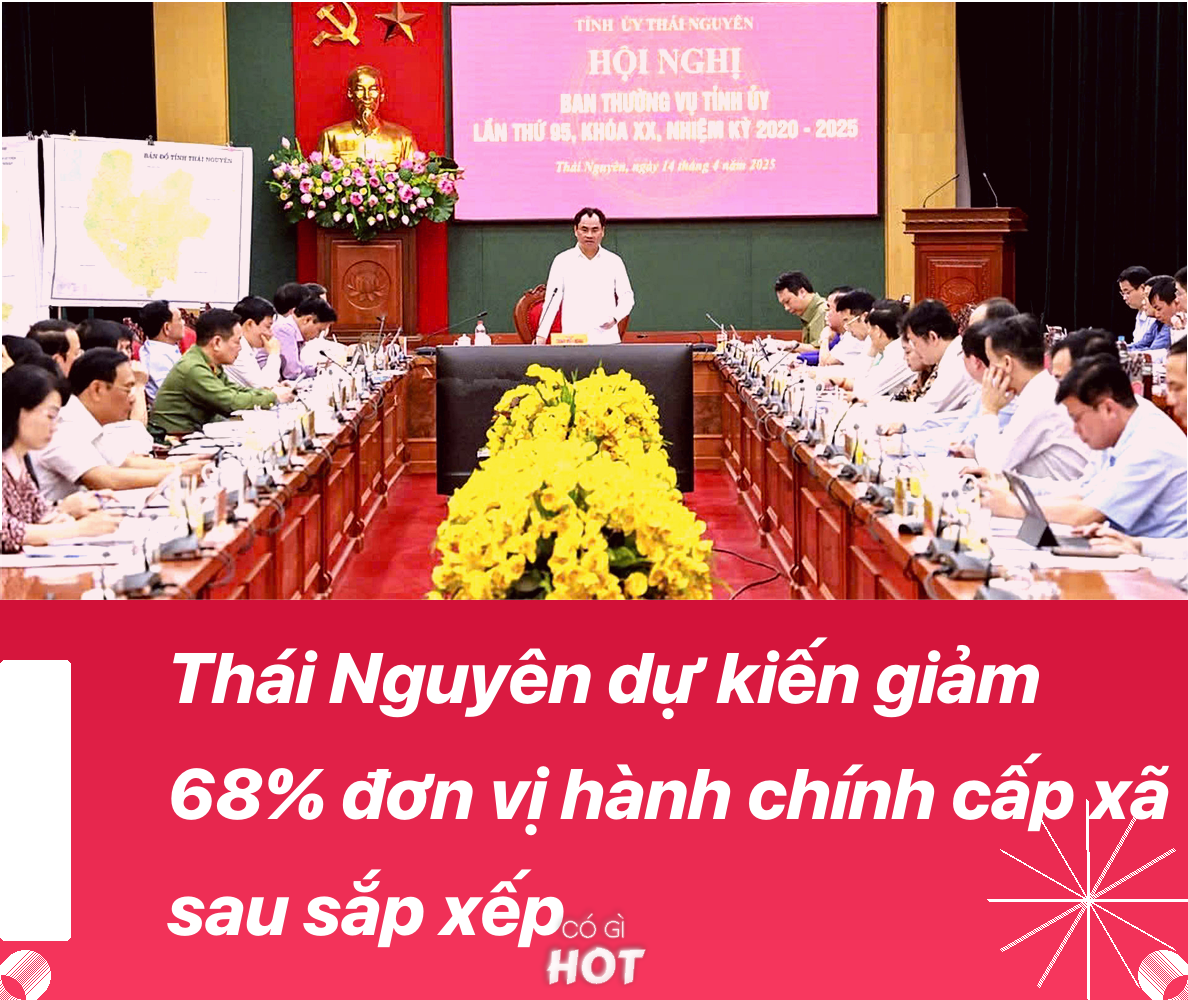 TỈNH ỦY THÁI NGUYÊN
HỘI NGHỊ
BAN THƯỜNG VỤ TỈNH ỦY
LẦN THỨ 95, KHÓA XX, NHIỆM KỲ 2020 - 2025
Thái Nguyên, ngày 14 tháng 4 năm 2025
BẢN ĐỒ TỈNH THÁI NGUYÊN
Thái Nguyên dự kiến giảm
68% đơn vị hành chính cấp xã
sau sắp xếp
CÓ GÌ
HOT